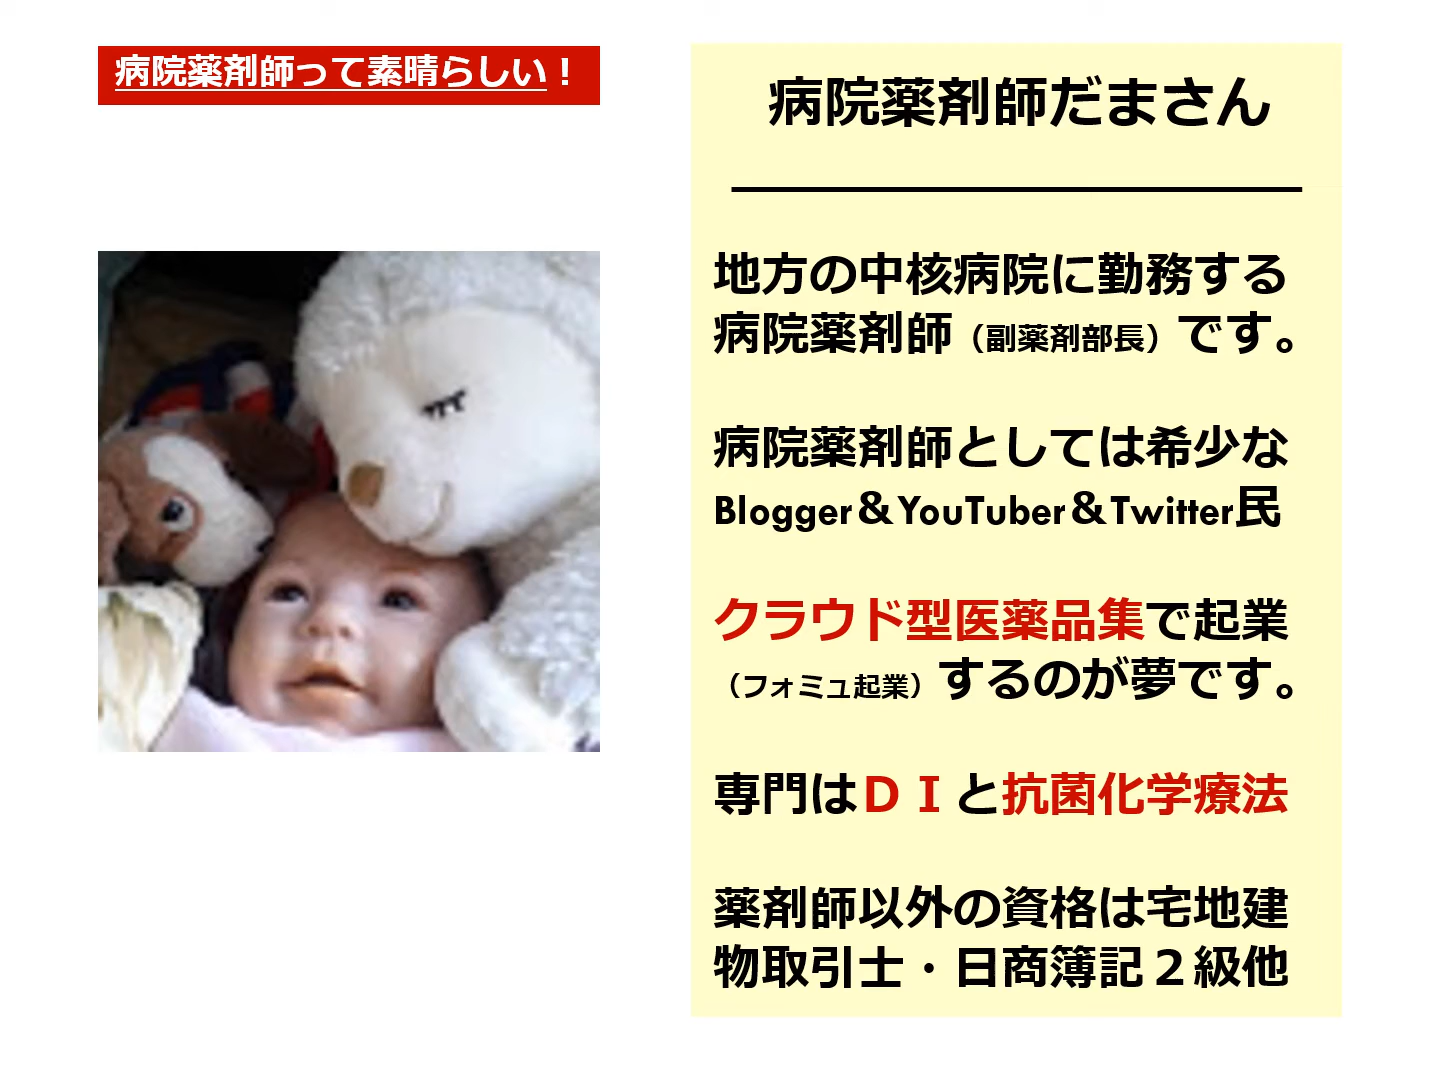 病院薬剤師って素晴らしい！
病院薬剤師だまさん
地方の中核病院に勤務する
病院薬剤師（副薬剤部長）です。
病院薬剤師としては希少な
Blogger＆YouTuber＆Twitter民
クラウド型医薬品集で起業
（フォミュ起業）するのが夢です。
専門はＤＩと抗菌化学療法
薬剤師以外の資格は宅地建
物取引士・日商簿記２級他